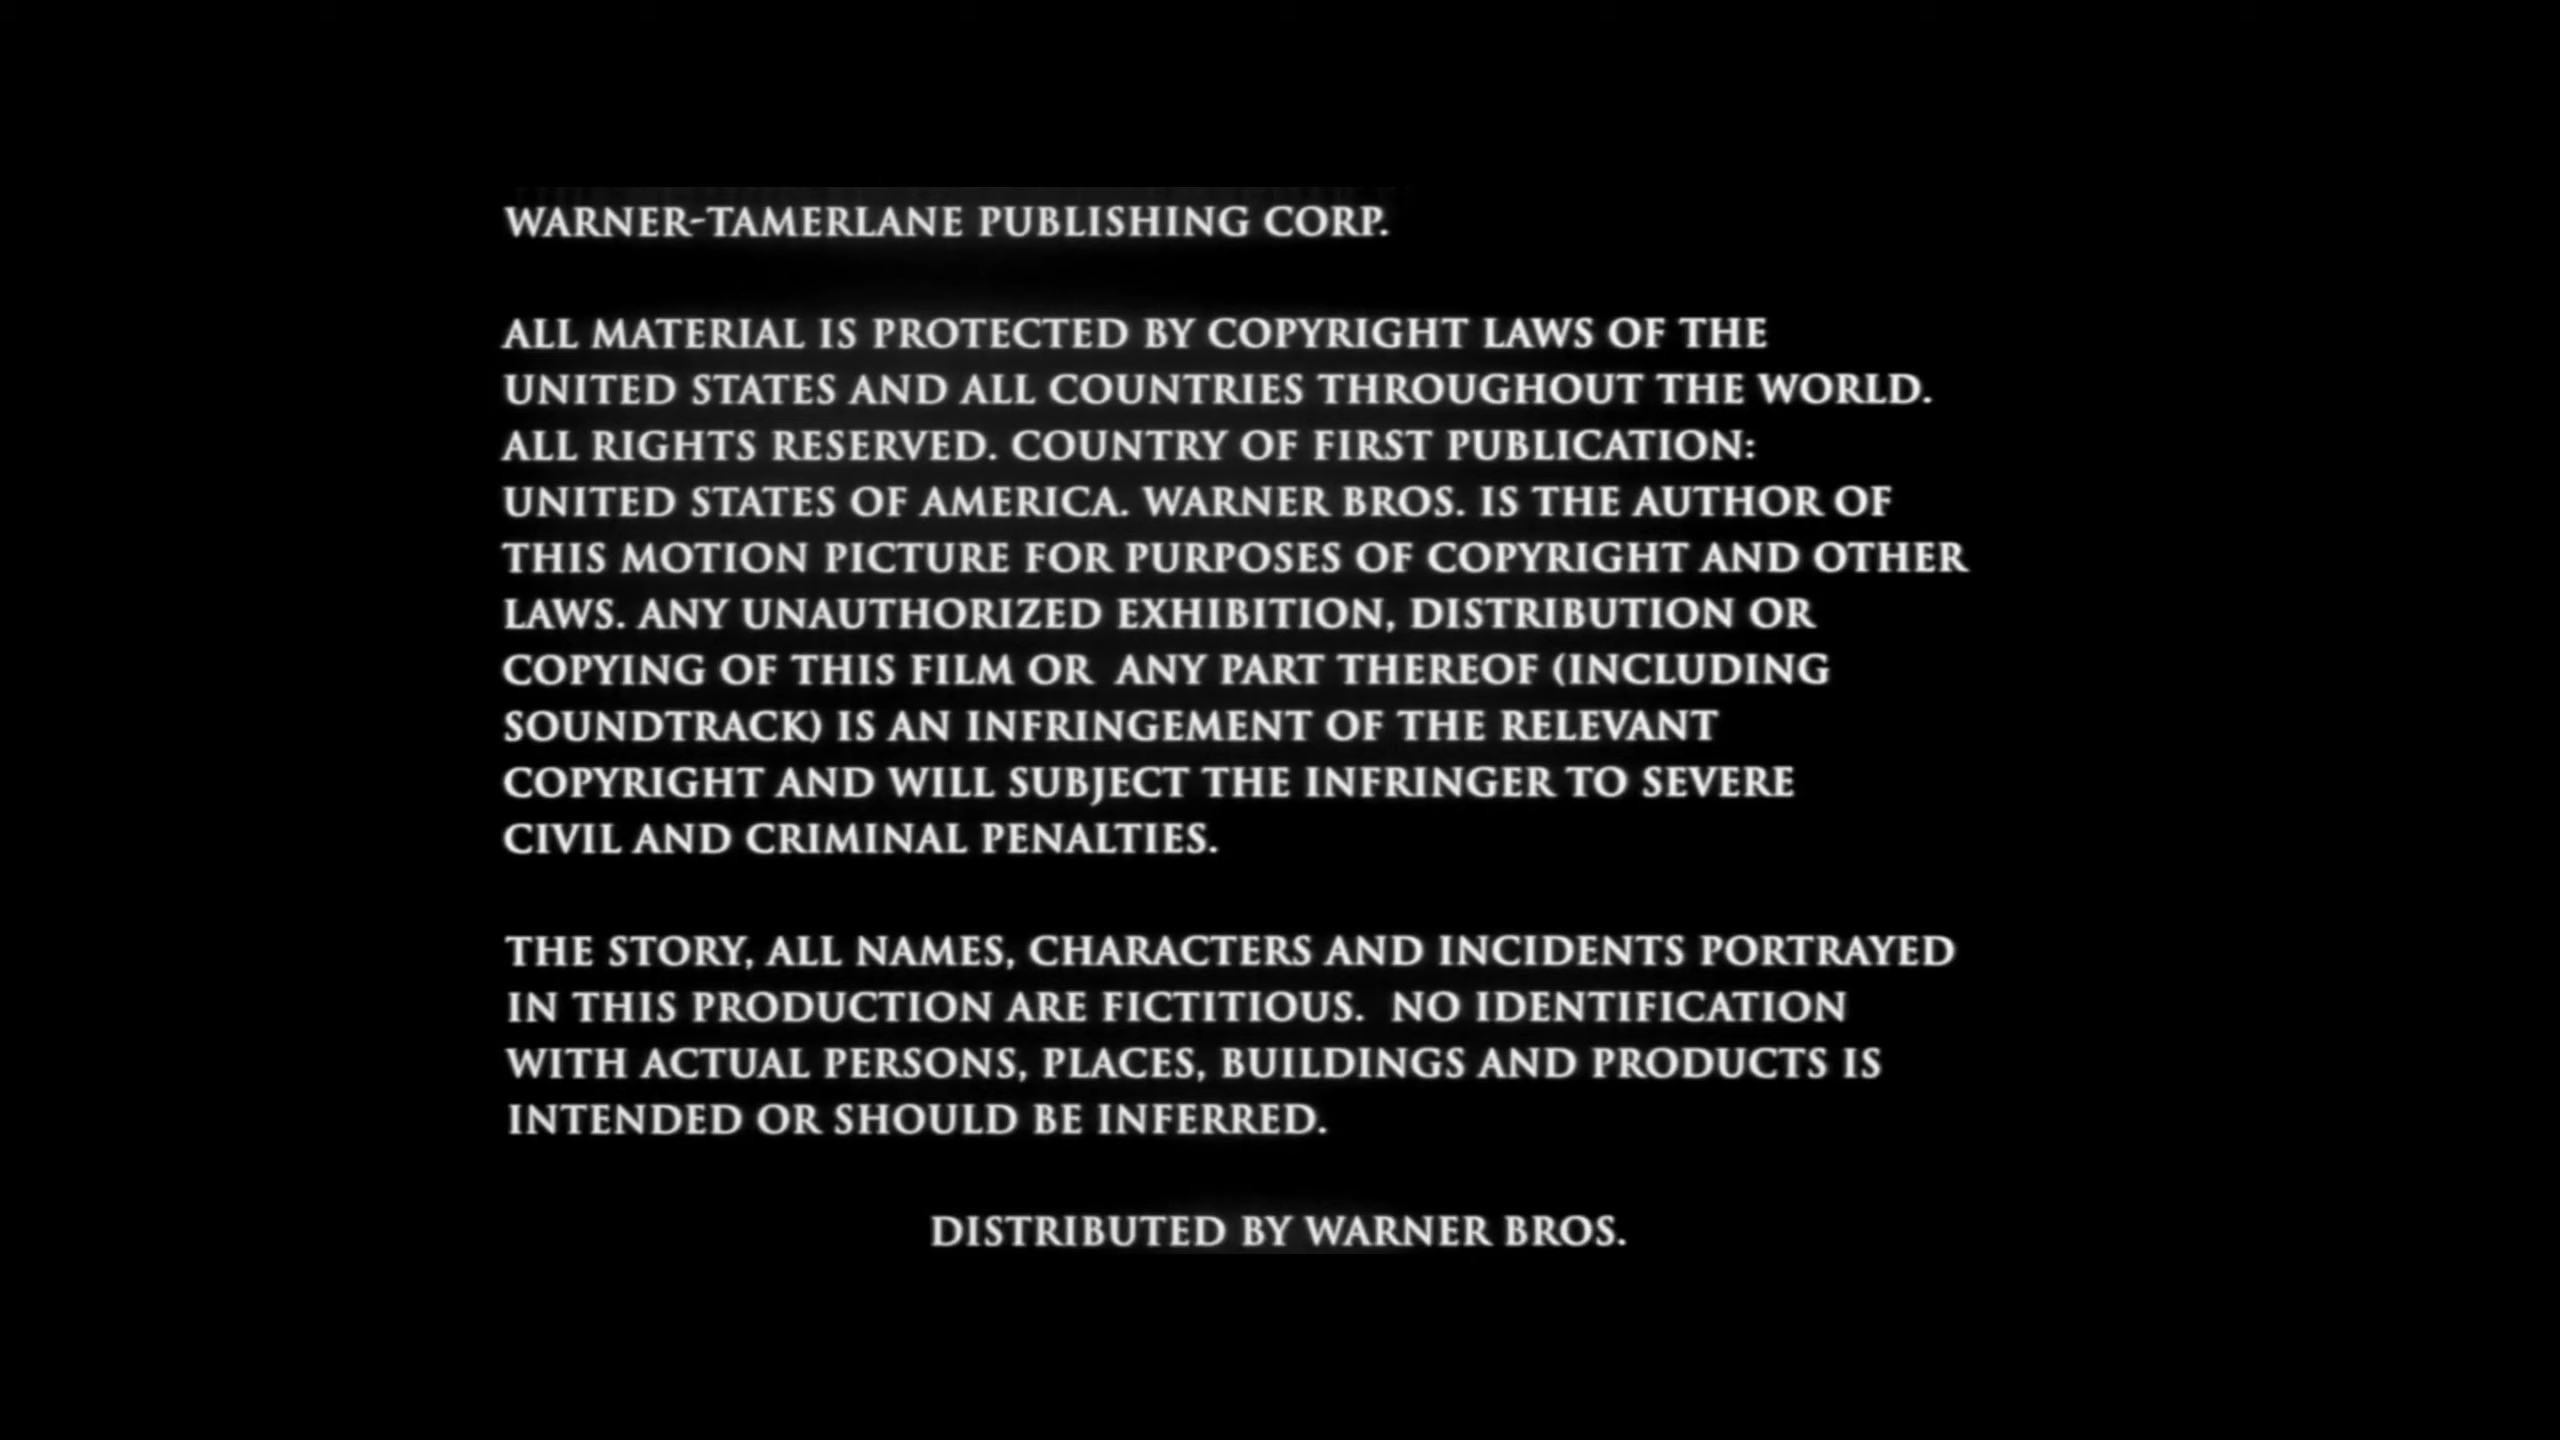 WARNER-TAMERLANE PUBLISHING CORP.
ALL MATERIAL IS PROTECTED BY COPYRIGHT LAWS OF THE
UNITED STATES AND ALL COUNTRIES THROUGHOUT THE WORLD.
ALL RIGHTS RESERVED. COUNTRY OF FIRST PUBLICATION:
UNITED STATES OF AMERICA. WARNER BROS. IS THE AUTHOR OF
THIS MOTION PICTURE FOR PURPOSES OF COPYRIGHT AND OTHER
LAWS. ANY UNAUTHORIZED EXHIBITION, DISTRIBUTION OR
COPYING OF THIS FILM OR  ANY PART THEREOF (INCLUDING
SOUNDTRACK) IS AN INFRINGEMENT OF THE RELEVANT
COPYRIGHT AND WILL SUBJECT THE INFRINGER TO SEVERE
CIVIL AND CRIMINAL PENALTIES.
THE STORY, ALL NAMES, CHARACTERS AND INCIDENTS PORTRAYED
IN THIS PRODUCTION ARE FICTITIOUS.  NO IDENTIFICATION
WITH ACTUAL PERSONS, PLACES, BUILDINGS AND PRODUCTS IS
INTENDED OR SHOULD BE INFERRED.
DISTRIBUTED BY WARNER BROS.